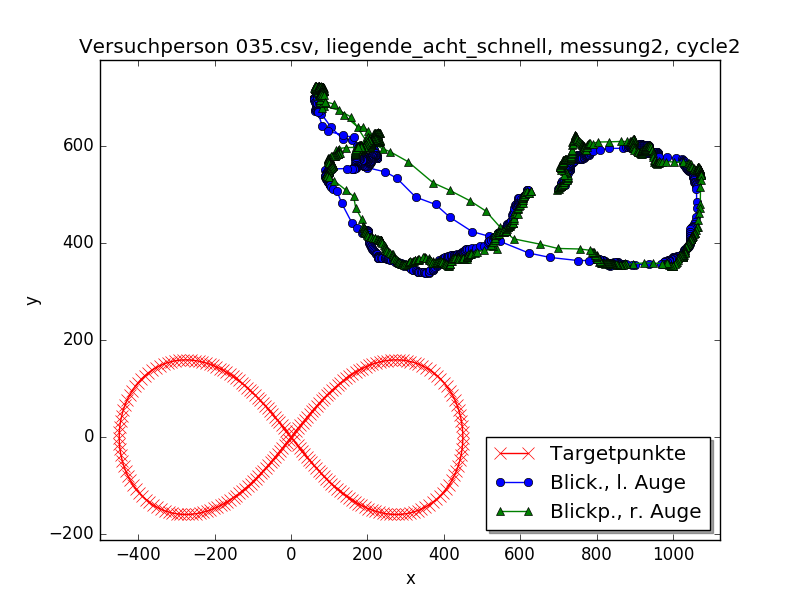 Versuchperson 035.csv, liegende_acht_schnell, messung2, cycle2
y
600
400
200
0
−200
−400
−200
0
200
400
600
800
1000
x
Targetpunkte
Blick., l. Auge
Blickp., r. Auge